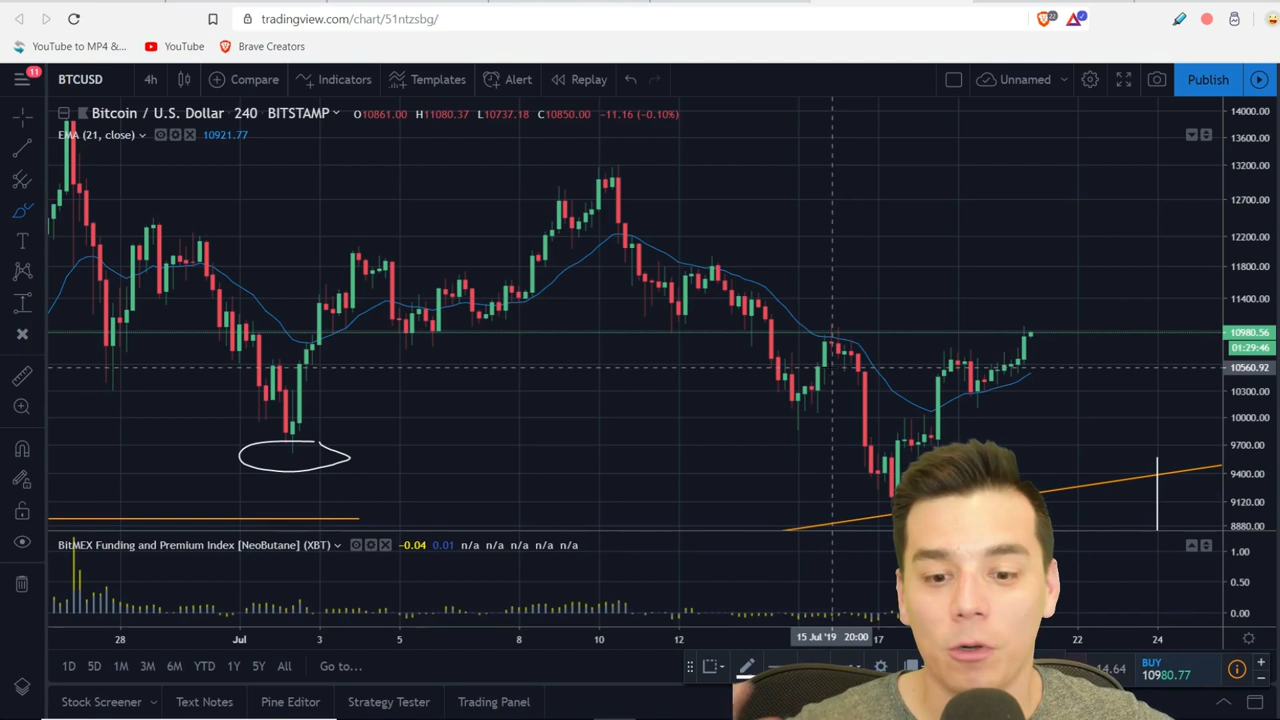 tradingview.com/chart/51ntzsbg/
22
YouTube to MP4 &... YouTube Brave Creators
11
BTCUSD 4h Compare Indicators Templates Alert Replay Unnamed Publish
Bitcoin / U.S. Dollar 240 BITSTAMP O10861.00 H11080.37 L10737.18 C10850.00 −11.16 (−0.10%)
EMA (21, close) 10921.77
14000.00
13600.00
13200.00
12700.00
12200.00
11800.00
11400.00
10980.56
01:29:46
10560.92
10300.00
10000.00
9700.00
9400.00
9120.00
8880.00
BitMEX Funding and Premium Index [NeoButane] (XBT) −0.04 0.01 n/a n/a n/a n/a n/a
1.00
0.50
0.00
28 Jul 3 5 8 10 12 15 Jul '19 20:00 17 22 24
1D 5D 1M 3M 6M YTD 1Y 5Y All Go to...
14.64 BUY
10980.77
Stock Screener Text Notes Pine Editor Strategy Tester Trading Panel